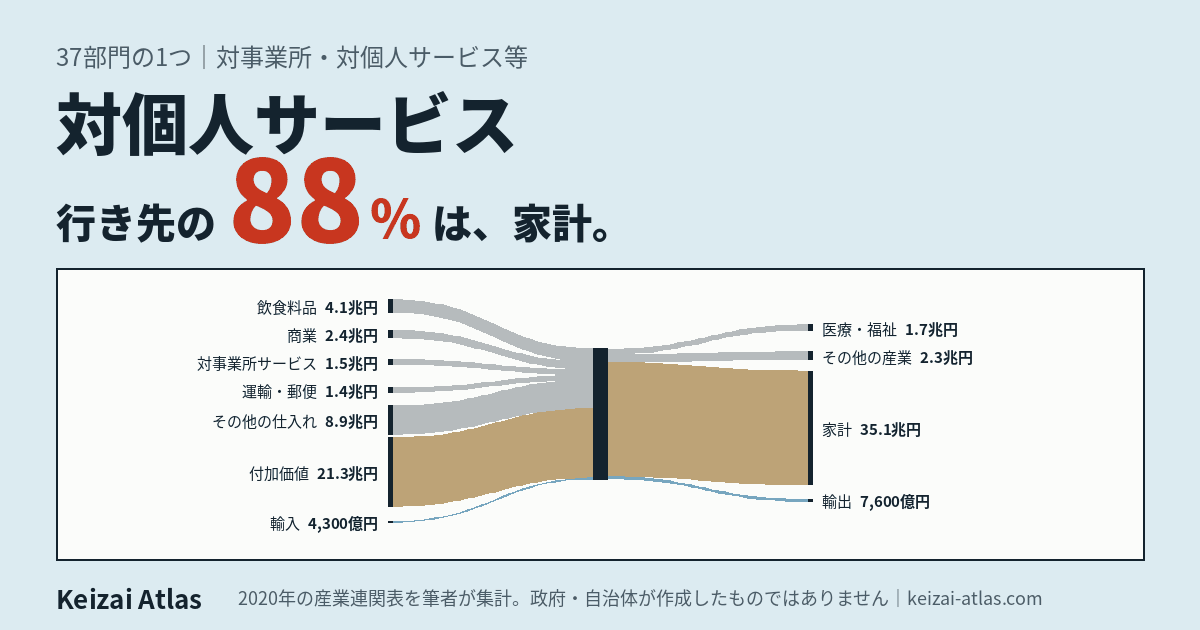 37部門の1つ｜対事業所・対個人サービス等
対個人サービス
行き先の 88% は、家計。
飲食料品 4.1兆円
商業 2.4兆円
対事業所サービス 1.5兆円
運輸・郵便 1.4兆円
その他の仕入れ 8.9兆円
付加価値 21.3兆円
輸入 4,300億円
医療・福祉 1.7兆円
その他の産業 2.3兆円
家計 35.1兆円
輸出 7,600億円
Keizai Atlas 2020年の産業連関表を筆者が集計。政府・自治体が作成したものではありません｜keizai-atlas.com